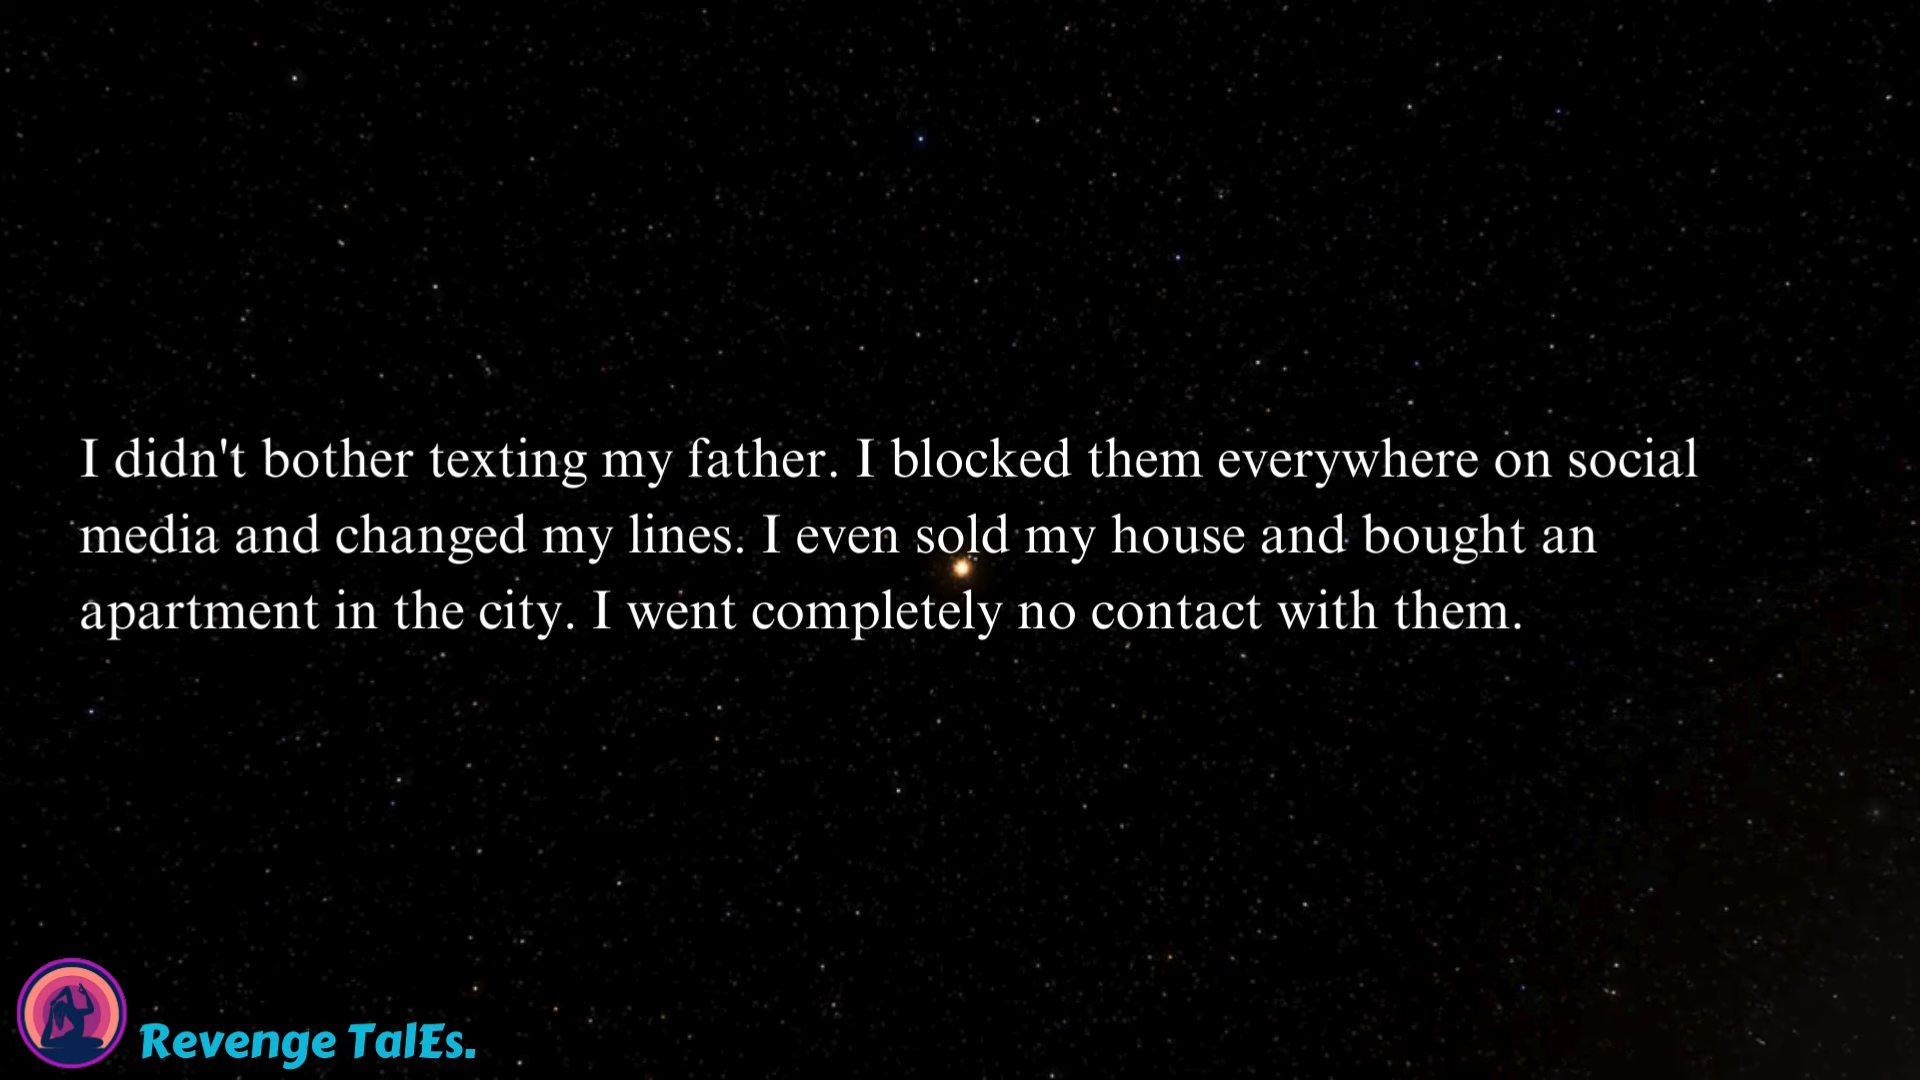 I didn't bother texting my father. I blocked them everywhere on social
media and changed my lines. I even sold my house and bought an
apartment in the city. I went completely no contact with them.
Revenge TalEs.